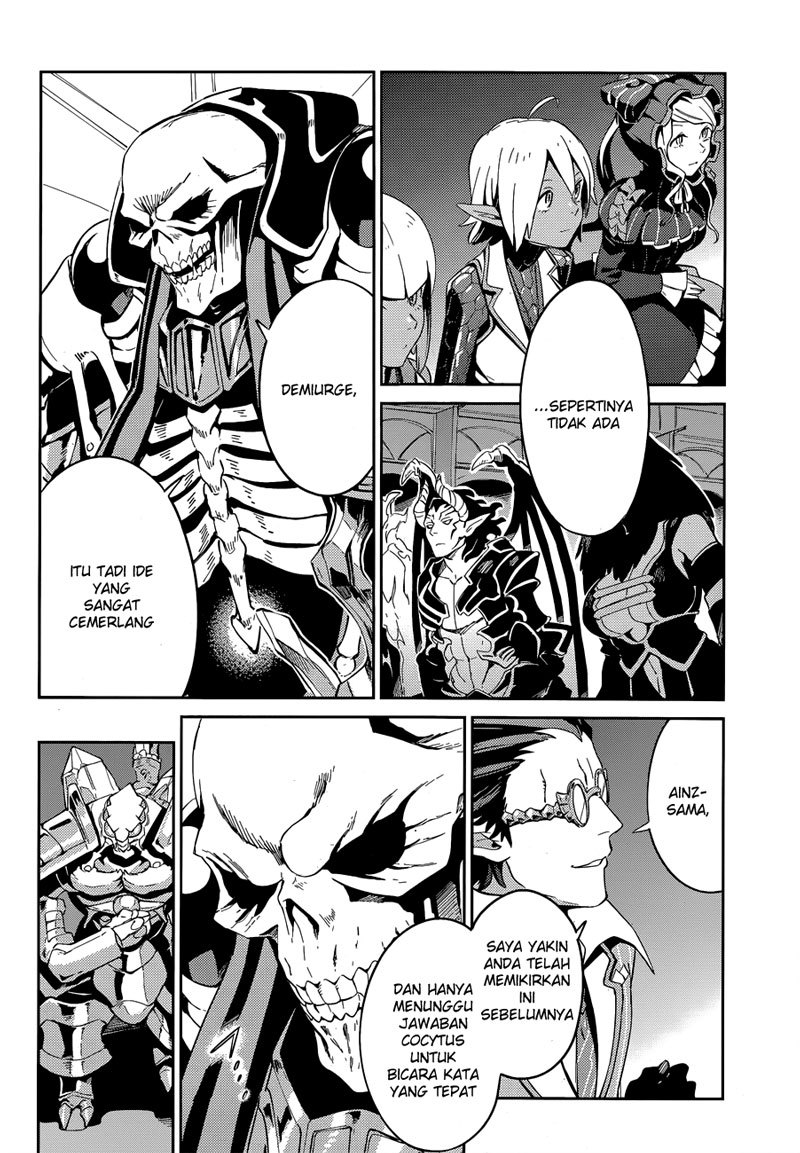 ...SEPERTINYA
TIDAK ADA
DEMIURGE,
ITU TADI IDE
YANG
SANGAT
CEMERLANG
AINZ-
SAMA,
SAYA YAKIN
ANDA TELAH
MEMIKIRKAN
INI
SEBELUMNYA
DAN HANYA
MENUNGGU
JAWABAN
COCYTUS
UNTUK
BICARA KATA
YANG TEPAT